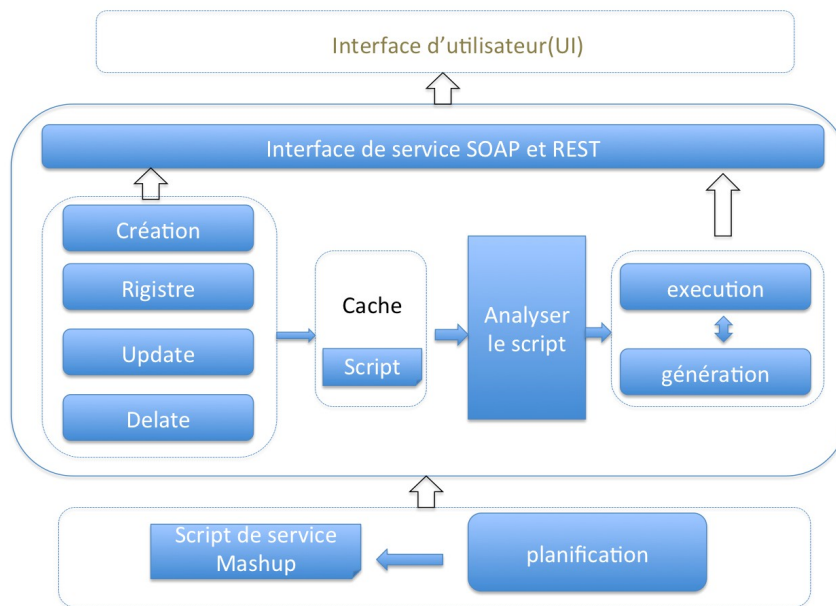 Interface d’utilisateur(UI)
Interface de service SOAP et REST
Création
Rigistre
Update
Delate
Cache
Script
Analyser
le script
execution
génération
Script de service
Mashup
planification